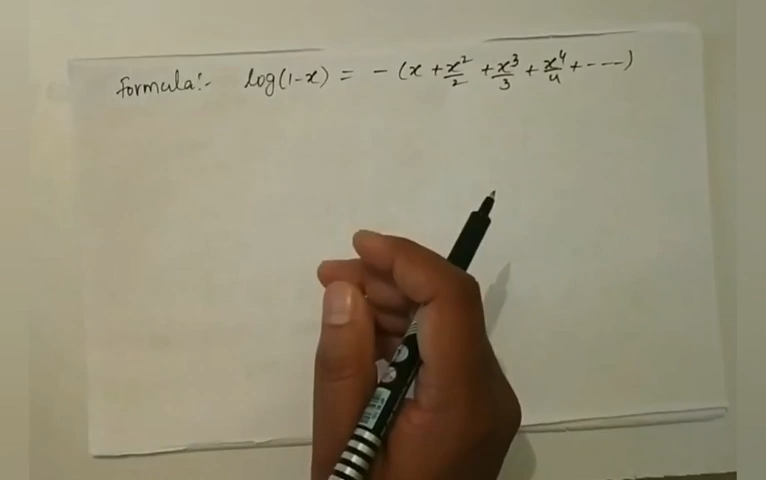 Formula:- log(1-x) = - (x + x²/2 + x³/3 + x⁴/4 + ----)